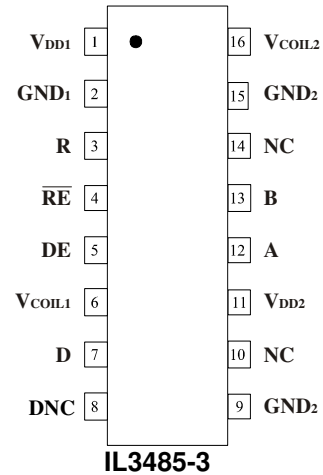 VDD1 1 16 VCOIL2
GND1 2 15 GND2
R 3 14 NC
R̅E̅ 4 13 B
DE 5 12 A
VCOIL1 6 11 VDD2
D 7 10 NC
DNC 8 9 GND2
IL3485-3